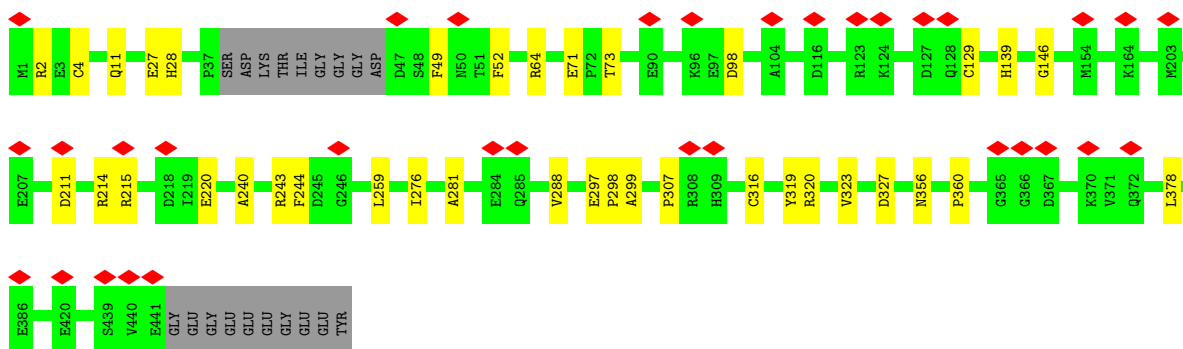 M1 R2 E3 C4 Q11 E27 H28 P37 SER ASP LYS THR ILE GLY GLY GLY ASP D47 S48 F49 N50 T51 F52 R64 E71 P72 T73 E90 K96 E97 D98 A104 D116 R123 K124 D127 Q128 C129 H139 G146 M154 K164 M203
E207 D211 R214 R215 D218 I219 E220 A240 R243 F244 D245 G246 L259 I276 A281 E284 Q285 V288 E297 P298 A299 P307 R308 H309 C316 Y319 R320 V323 D327 N356 P360 G365 G366 D367 K370 V371 Q372 L378
E386 E420 S439 V440 E441 GLY GLU GLY GLU GLU GLU GLY GLU GLU TYR